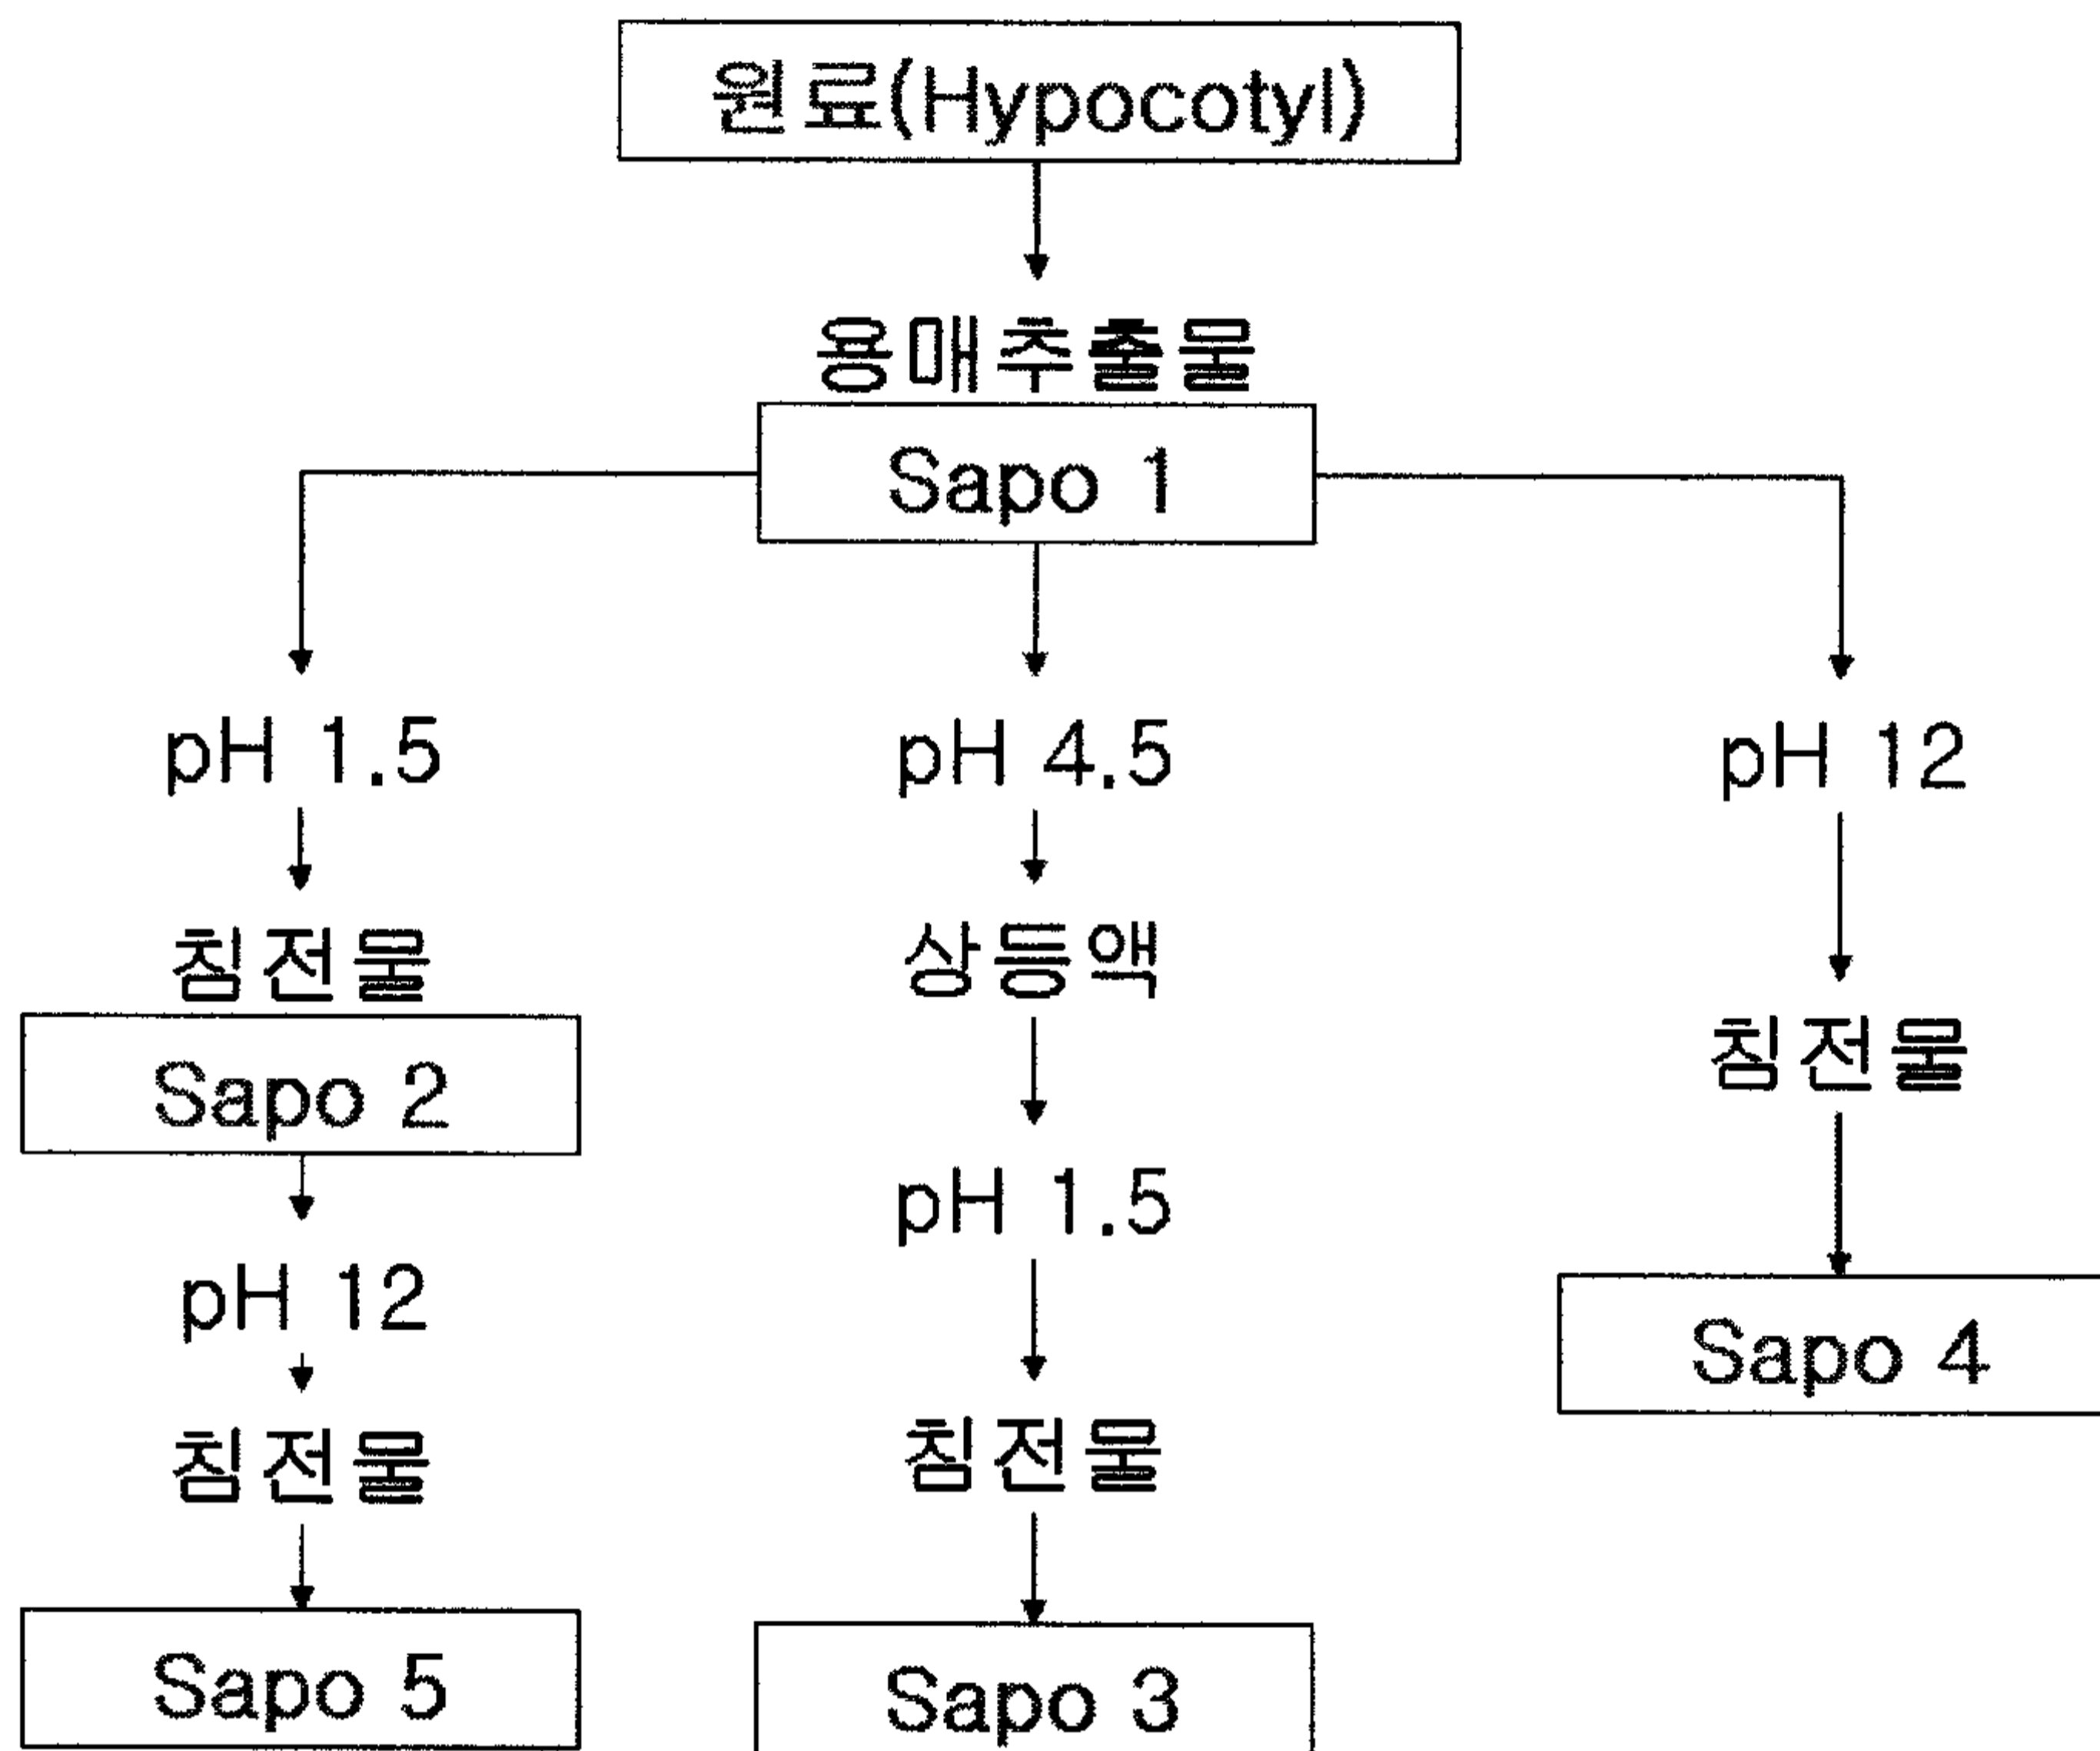 원료(Hypocotyl)
용매추출물
Sapo 1
pH 1.5
침전물
Sapo 2
pH 12
침전물
Sapo 5
pH 4.5
상등액
pH 1.5
침전물
Sapo 3
pH 12
침전물
Sapo 4